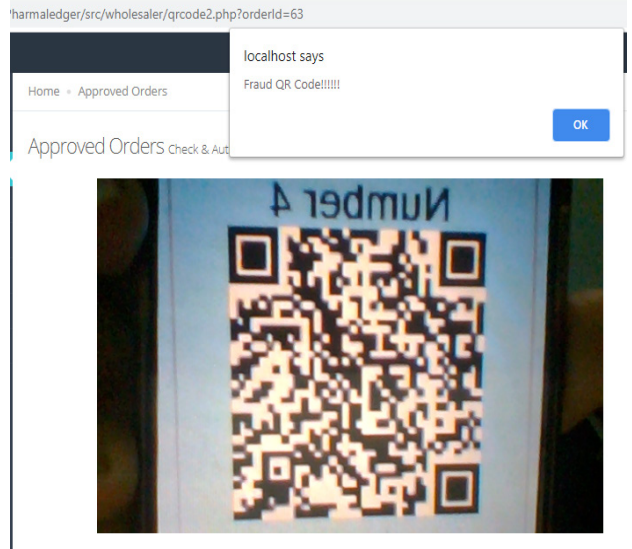 harmaledger/src/wholesaler/qrcode2.php?orderId=63
localhost says
Fraud QR Code!!!!!!
OK
Home Approved Orders
Approved Orders Check & Aut
Number 4